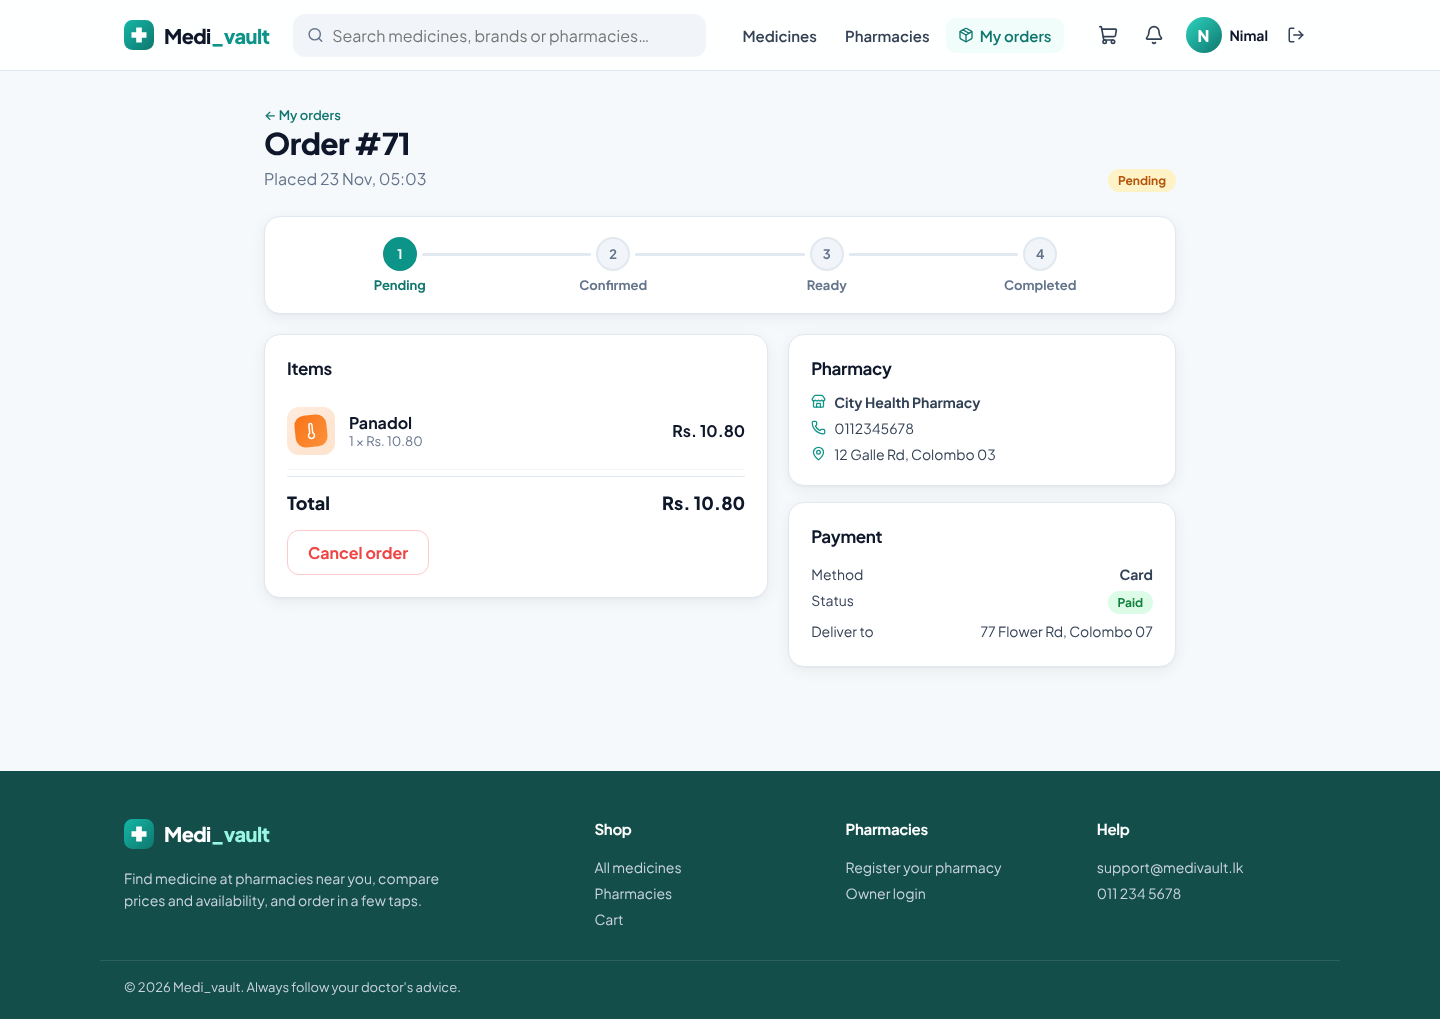 Medi_vault
Search medicines, brands or pharmacies...
Medicines
Pharmacies
My orders
N
Nimal
← My orders
Order #71
Placed 23 Nov, 05:03
Pending
1
2
3
4
Pending
Confirmed
Ready
Completed
Items
Panadol
1 × Rs. 10.80
Rs. 10.80
Total
Rs. 10.80
Cancel order
Pharmacy
City Health Pharmacy
0112345678
12 Galle Rd, Colombo 03
Payment
Method
Card
Status
Paid
Deliver to
77 Flower Rd, Colombo 07
Medi_vault
Find medicine at pharmacies near you, compare
prices and availability, and order in a few taps.
Shop
All medicines
Pharmacies
Cart
Pharmacies
Register your pharmacy
Owner login
Help
support@medivault.lk
011 234 5678
© 2026 Medi_vault. Always follow your doctor's advice.